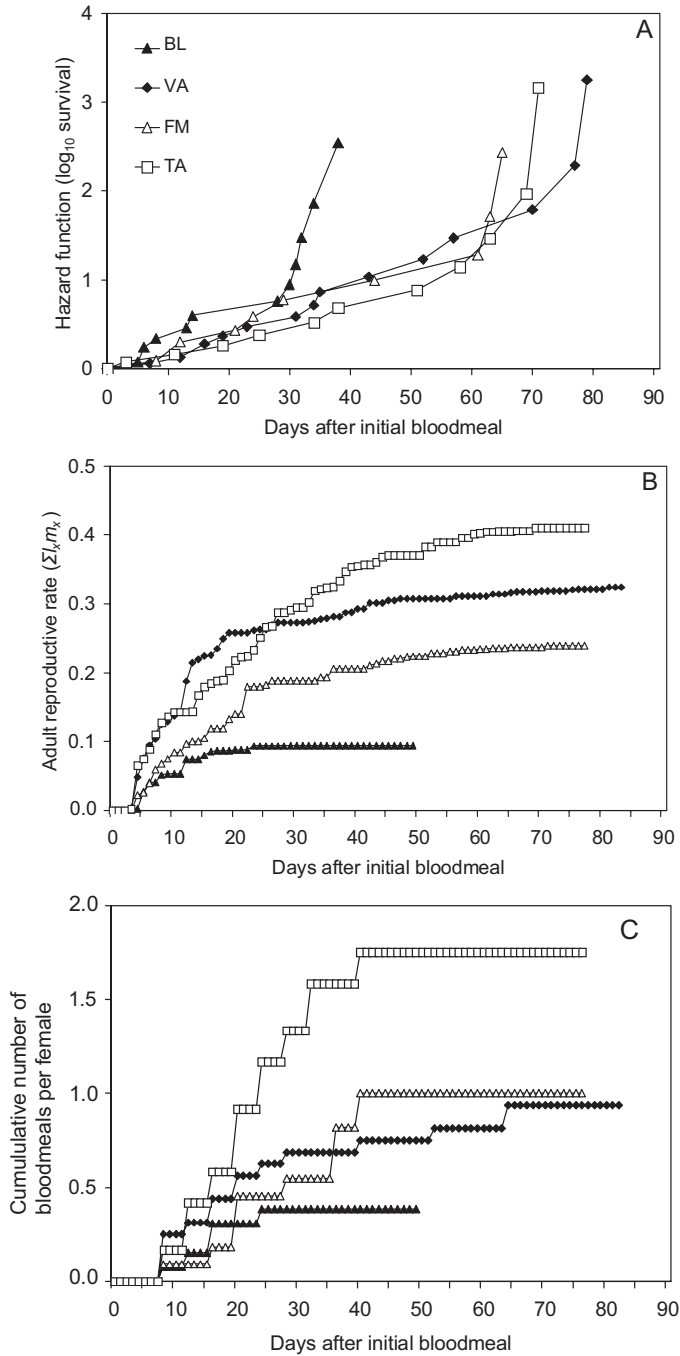 A
BL
VA
FM
TA
Hazard function (log10 survival)
4
3
2
1
0
0 10 20 30 40 50 60 70 80 90
Days after initial bloodmeal
B
Adult reproductive rate (Σlxmx)
0.5
0.4
0.3
0.2
0.1
0.0
0 10 20 30 40 50 60 70 80 90
Days after initial bloodmeal
C
Cumululative number of
bloodmeals per female
2.0
1.5
1.0
0.5
0.0
0 10 20 30 40 50 60 70 80 90
Days after initial bloodmeal